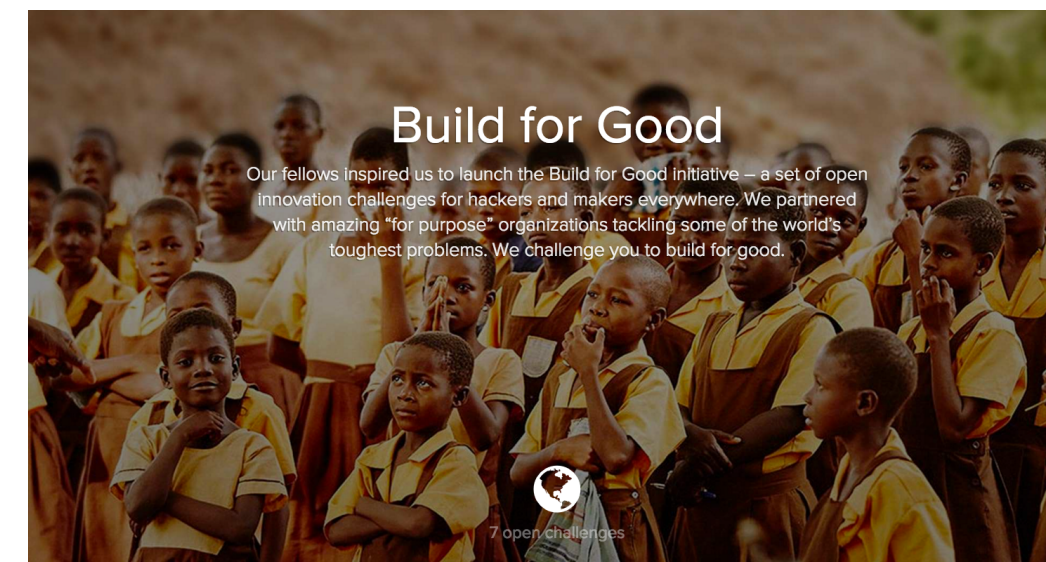 Build for Good
Our fellows inspired us to launch the Build for Good initiative – a set of open
innovation challenges for hackers and makers everywhere. We partnered
with amazing “for purpose” organizations tackling some of the world’s
toughest problems. We challenge you to build for good.
7 open challenges